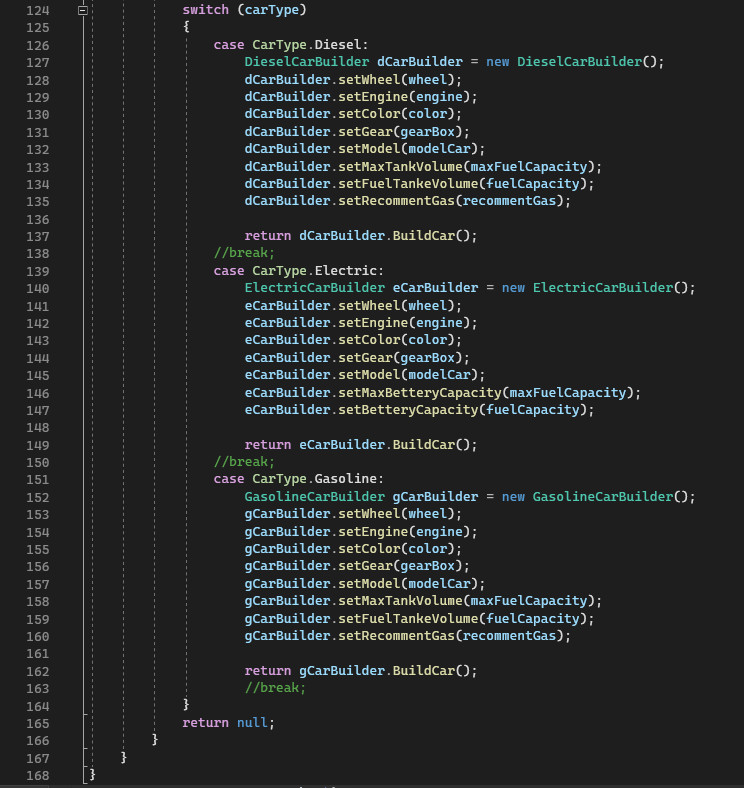 124 switch (carType)
125 {
126 case CarType.Diesel:
127 DieselCarBuilder dCarBuilder = new DieselCarBuilder();
128 dCarBuilder.setWheel(wheel);
129 dCarBuilder.setEngine(engine);
130 dCarBuilder.setColor(color);
131 dCarBuilder.setGear(gearBox);
132 dCarBuilder.setModel(modelCar);
133 dCarBuilder.setMaxTankVolume(maxFuelCapacity);
134 dCarBuilder.setFuelTankeVolume(fuelCapacity);
135 dCarBuilder.setRecommentGas(recommentGas);
136
137 return dCarBuilder.BuildCar();
138 //break;
139 case CarType.Electric:
140 ElectricCarBuilder eCarBuilder = new ElectricCarBuilder();
141 eCarBuilder.setWheel(wheel);
142 eCarBuilder.setEngine(engine);
143 eCarBuilder.setColor(color);
144 eCarBuilder.setGear(gearBox);
145 eCarBuilder.setModel(modelCar);
146 eCarBuilder.setMaxBetteryCapacity(maxFuelCapacity);
147 eCarBuilder.setBetteryCapacity(fuelCapacity);
148
149 return eCarBuilder.BuildCar();
150 //break;
151 case CarType.Gasoline:
152 GasolineCarBuilder gCarBuilder = new GasolineCarBuilder();
153 gCarBuilder.setWheel(wheel);
154 gCarBuilder.setEngine(engine);
155 gCarBuilder.setColor(color);
156 gCarBuilder.setGear(gearBox);
157 gCarBuilder.setModel(modelCar);
158 gCarBuilder.setMaxTankVolume(maxFuelCapacity);
159 gCarBuilder.setFuelTankeVolume(fuelCapacity);
160 gCarBuilder.setRecommentGas(recommentGas);
161
162 return gCarBuilder.BuildCar();
163 //break;
164 }
165 return null;
166 }
167 }
168 }